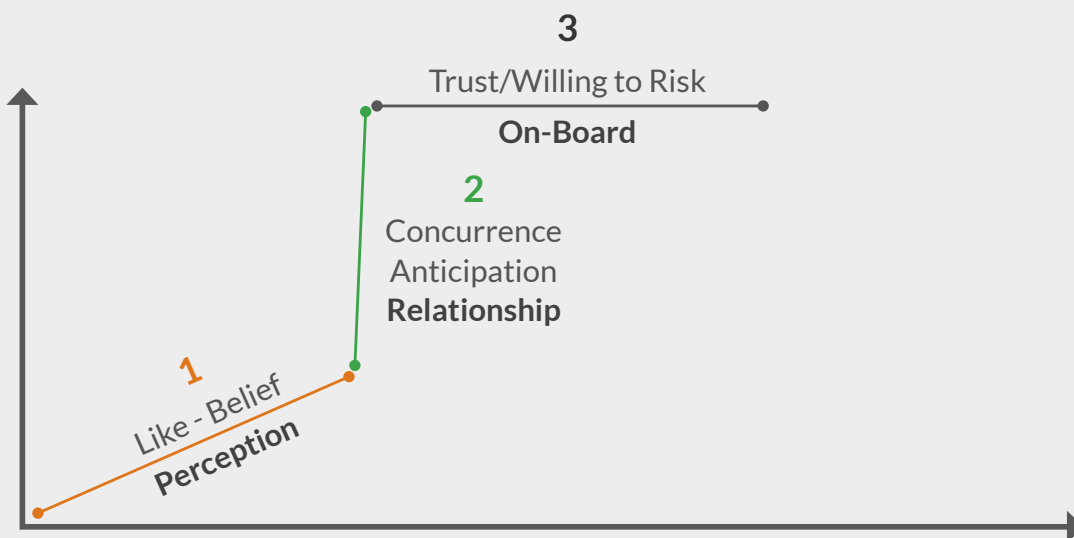 3
Trust/Willing to Risk
On-Board
2
Concurrence
Anticipation
Relationship
1
Like - Belief
Perception